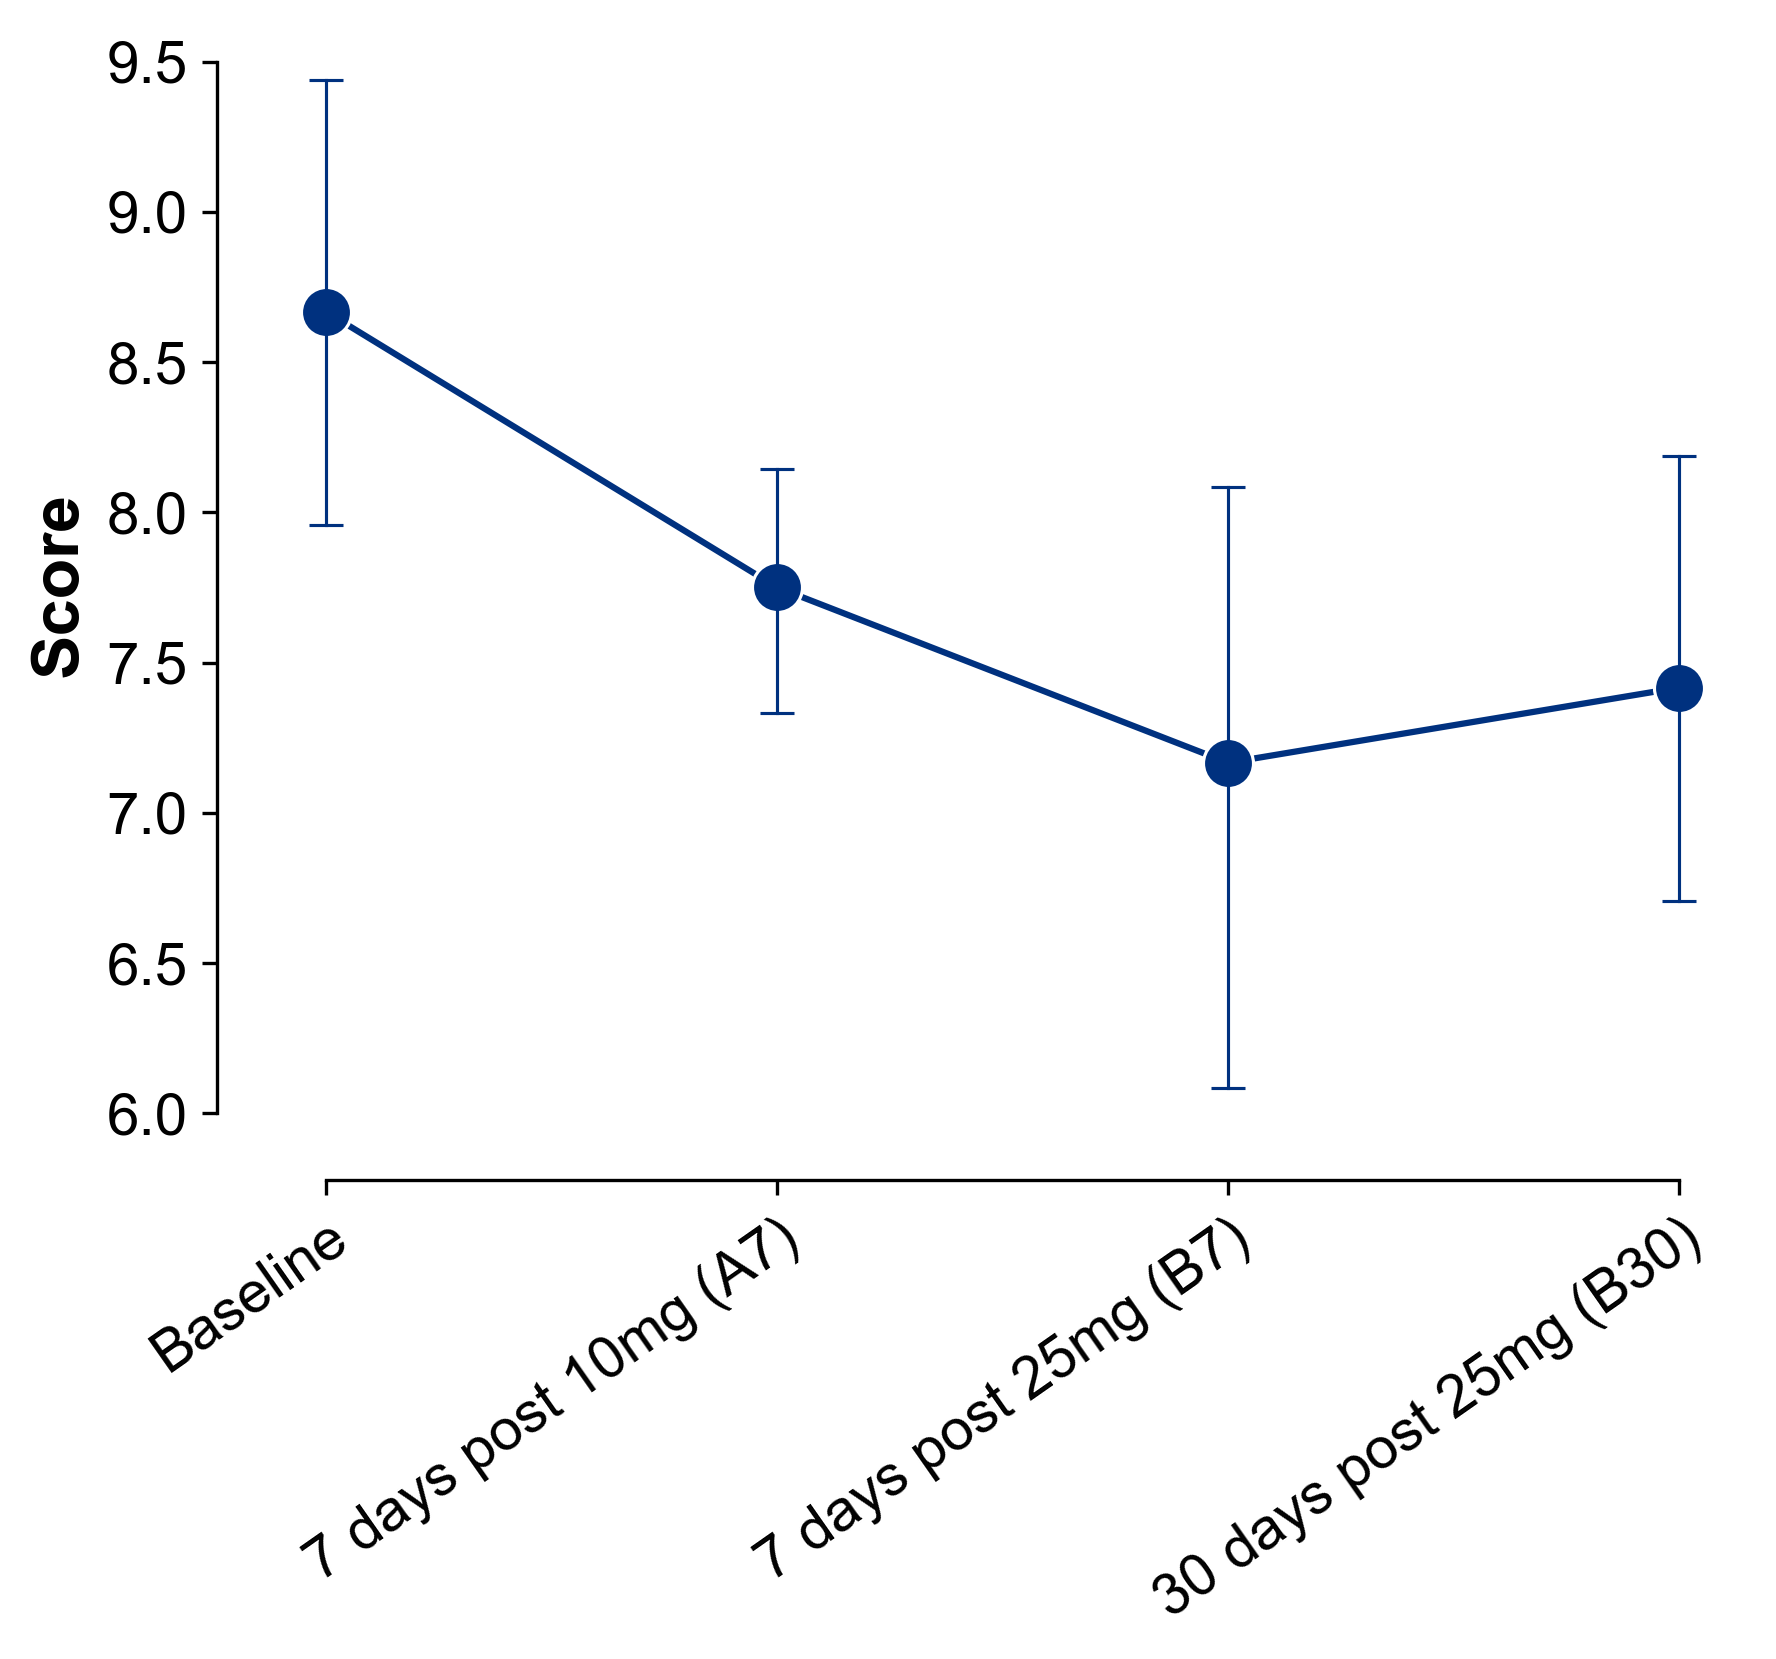 Score
9.5
9.0
8.5
8.0
7.5
7.0
6.5
6.0
Baseline
7 days post 10mg (A7)
7 days post 25mg (B7)
30 days post 25mg (B30)